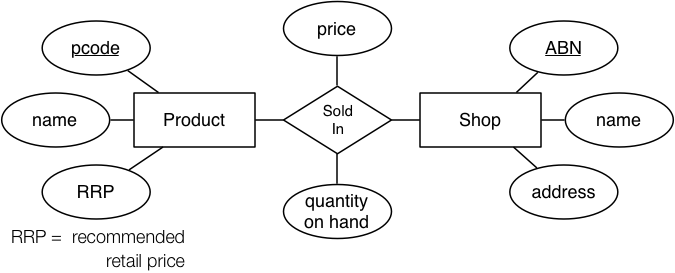 price
pcode
ABN
name
Product
Sold
In
Shop
name
RRP
quantity
on hand
address
RRP = recommended
retail price